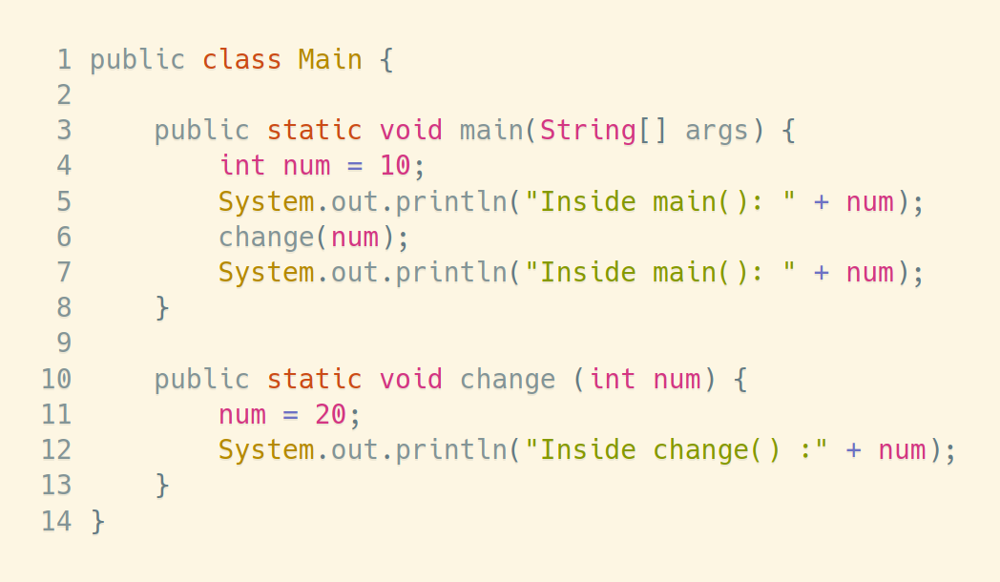 1 public class Main {
2
3     public static void main(String[] args) {
4         int num = 10;
5         System.out.println("Inside main(): " + num);
6         change(num);
7         System.out.println("Inside main(): " + num);
8     }
9
10     public static void change (int num) {
11         num = 20;
12         System.out.println("Inside change() :" + num);
13     }
14 }